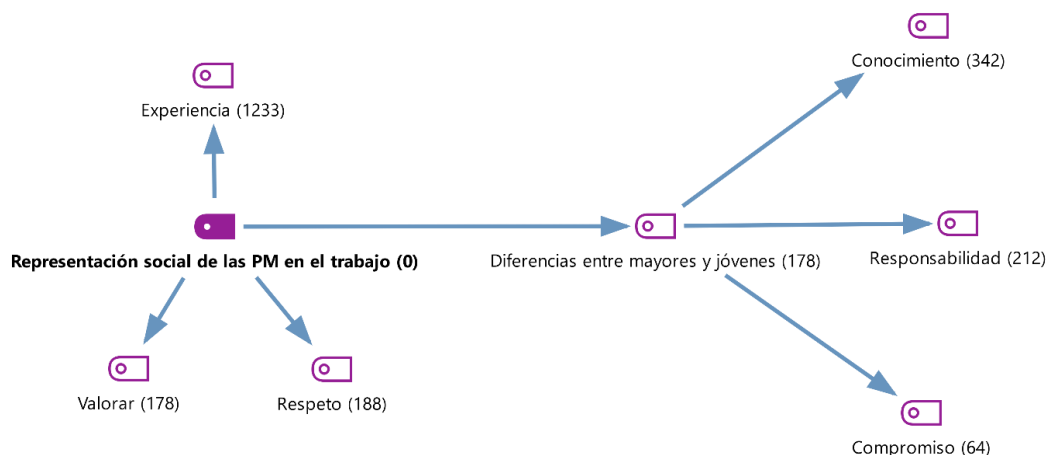 Conocimiento (342)
Experiencia (1233)
Representación social de las PM en el trabajo (0)
Diferencias entre mayores y jóvenes (178)
Responsabilidad (212)
Valorar (178)
Respeto (188)
Compromiso (64)